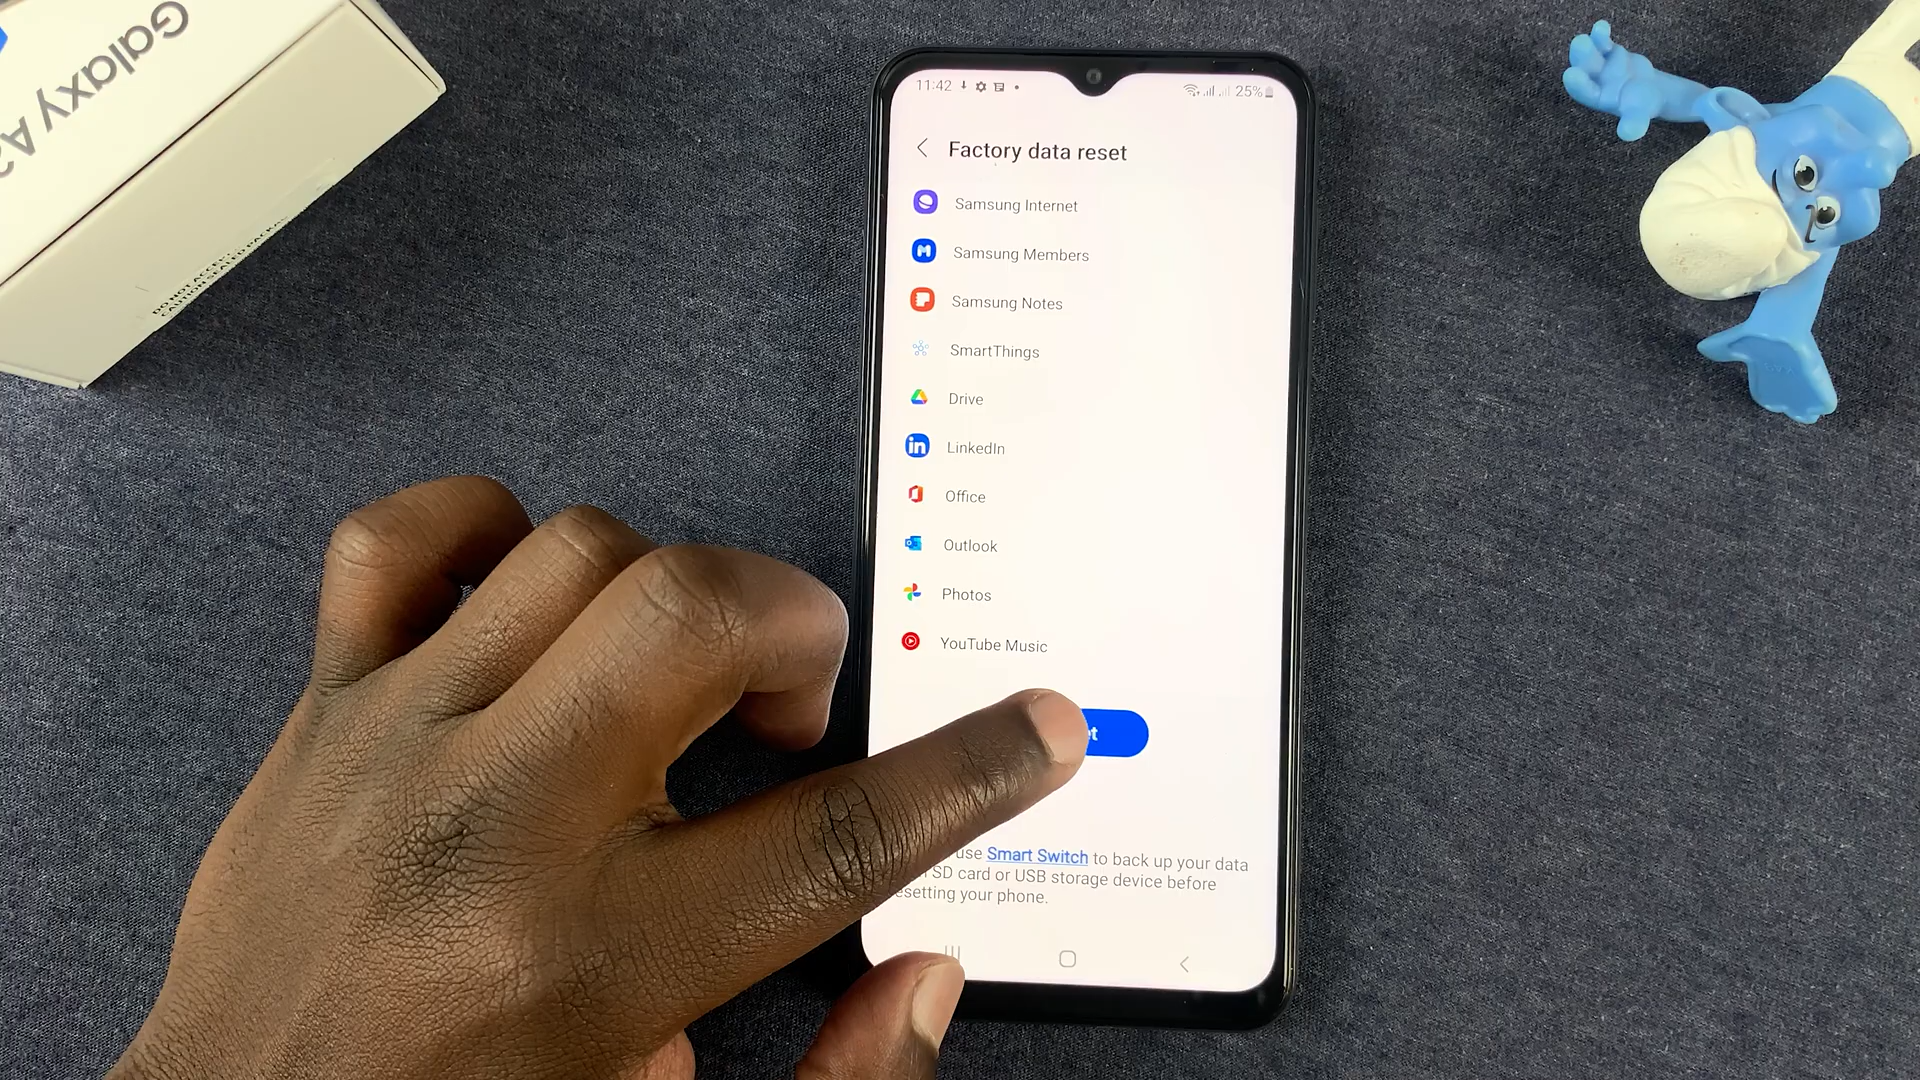 Galaxy A
11:42
25%
Factory data reset
Samsung Internet
Samsung Members
Samsung Notes
SmartThings
Drive
LinkedIn
Office
Outlook
Photos
YouTube Music
et
use Smart Switch to back up your data
SD card or USB storage device before
esetting your phone.